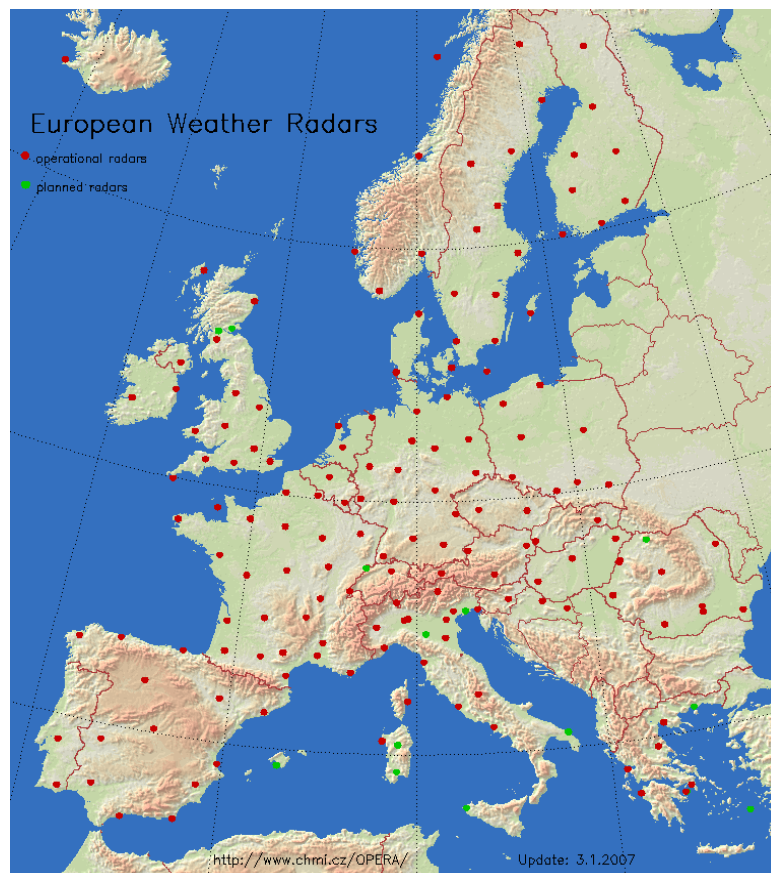 European Weather Radars
operational radars
planned radars
http://www.chmi.cz/OPERA/
Update: 3.1.2007